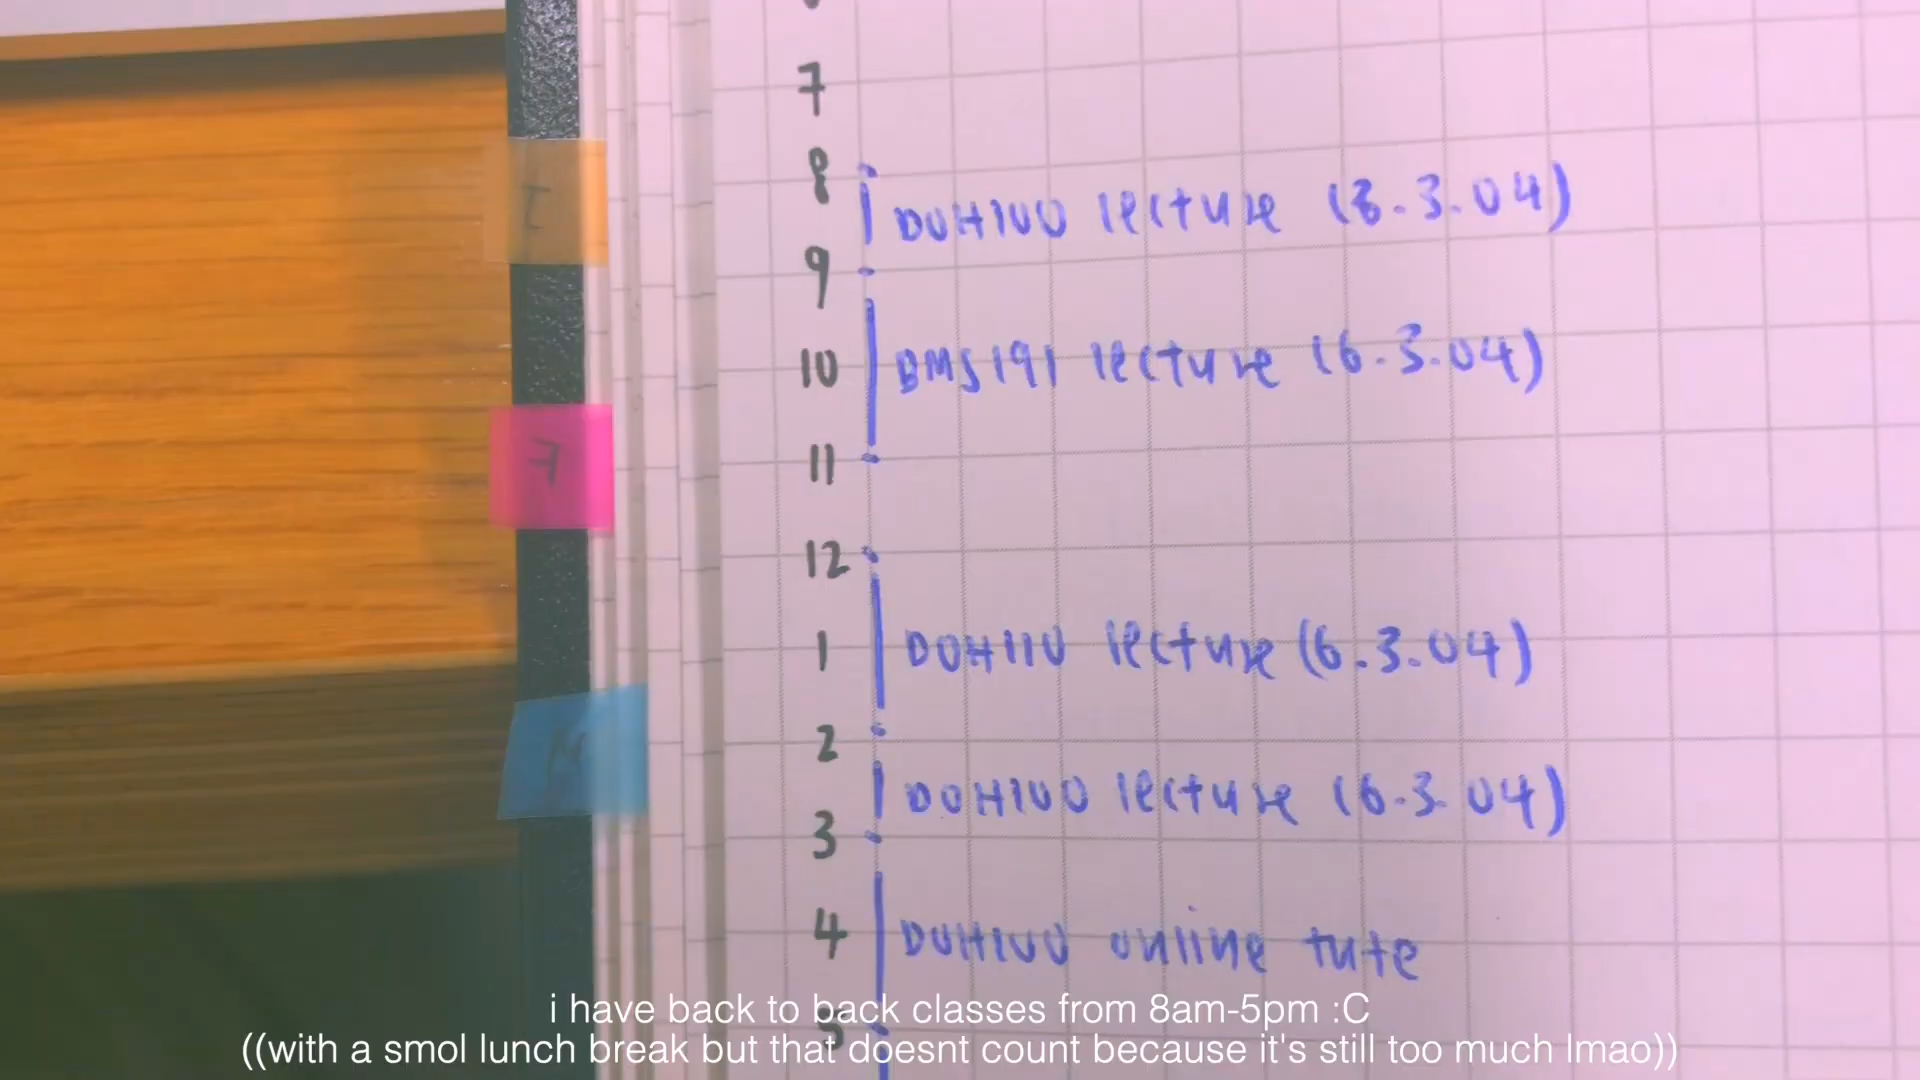 7
8
DOH100 lecture (8.3.04)
9
10 BMS191 lecture (6.3.04)
11
12
1 DOH110 lecture (6.3.04)
2
DOH100 lecture (6.3.04)
3
4 DOH100 online tute
5
T
F
i have back to back classes from 8am-5pm :C
((with a smol lunch break but that doesnt count because it's still too much lmao))